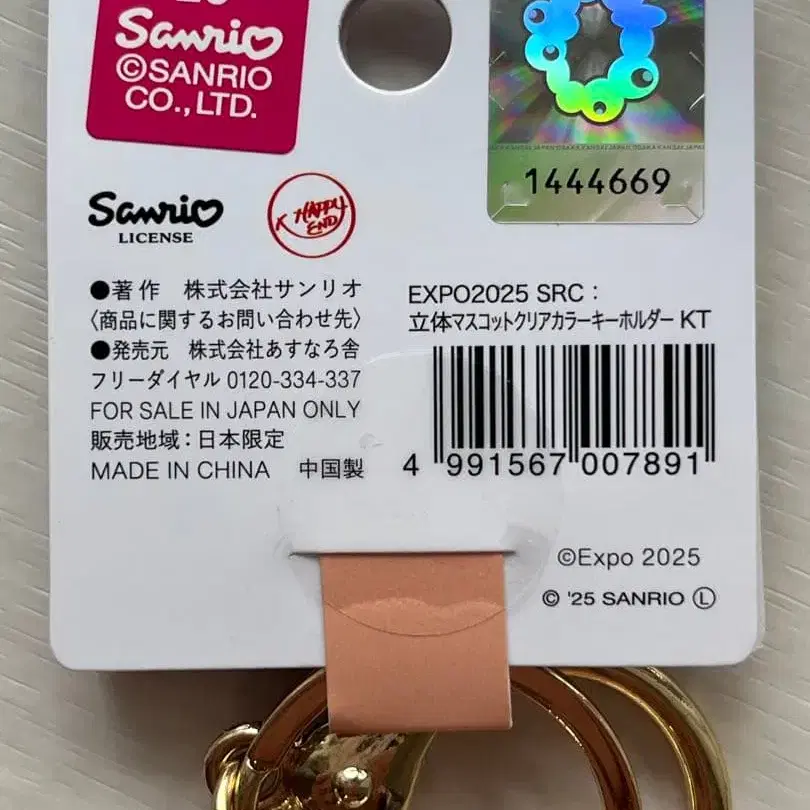 Sanrio
©SANRIO
CO.,LTD.
1444669
Sanrio
LICENSE
K HAPPY
END
●著作 株式会社サンリオ
〈商品に関するお問い合わせ先〉
●発売元 株式会社あすなろ舎
フリーダイヤル 0120-334-337
FOR SALE IN JAPAN ONLY
販売地域：日本限定
MADE IN CHINA 中国製
EXPO2025 SRC：
立体マスコットクリアカラーキーホルダー KT
4 991567 007891
©Expo 2025
© '25 SANRIO Ⓛ